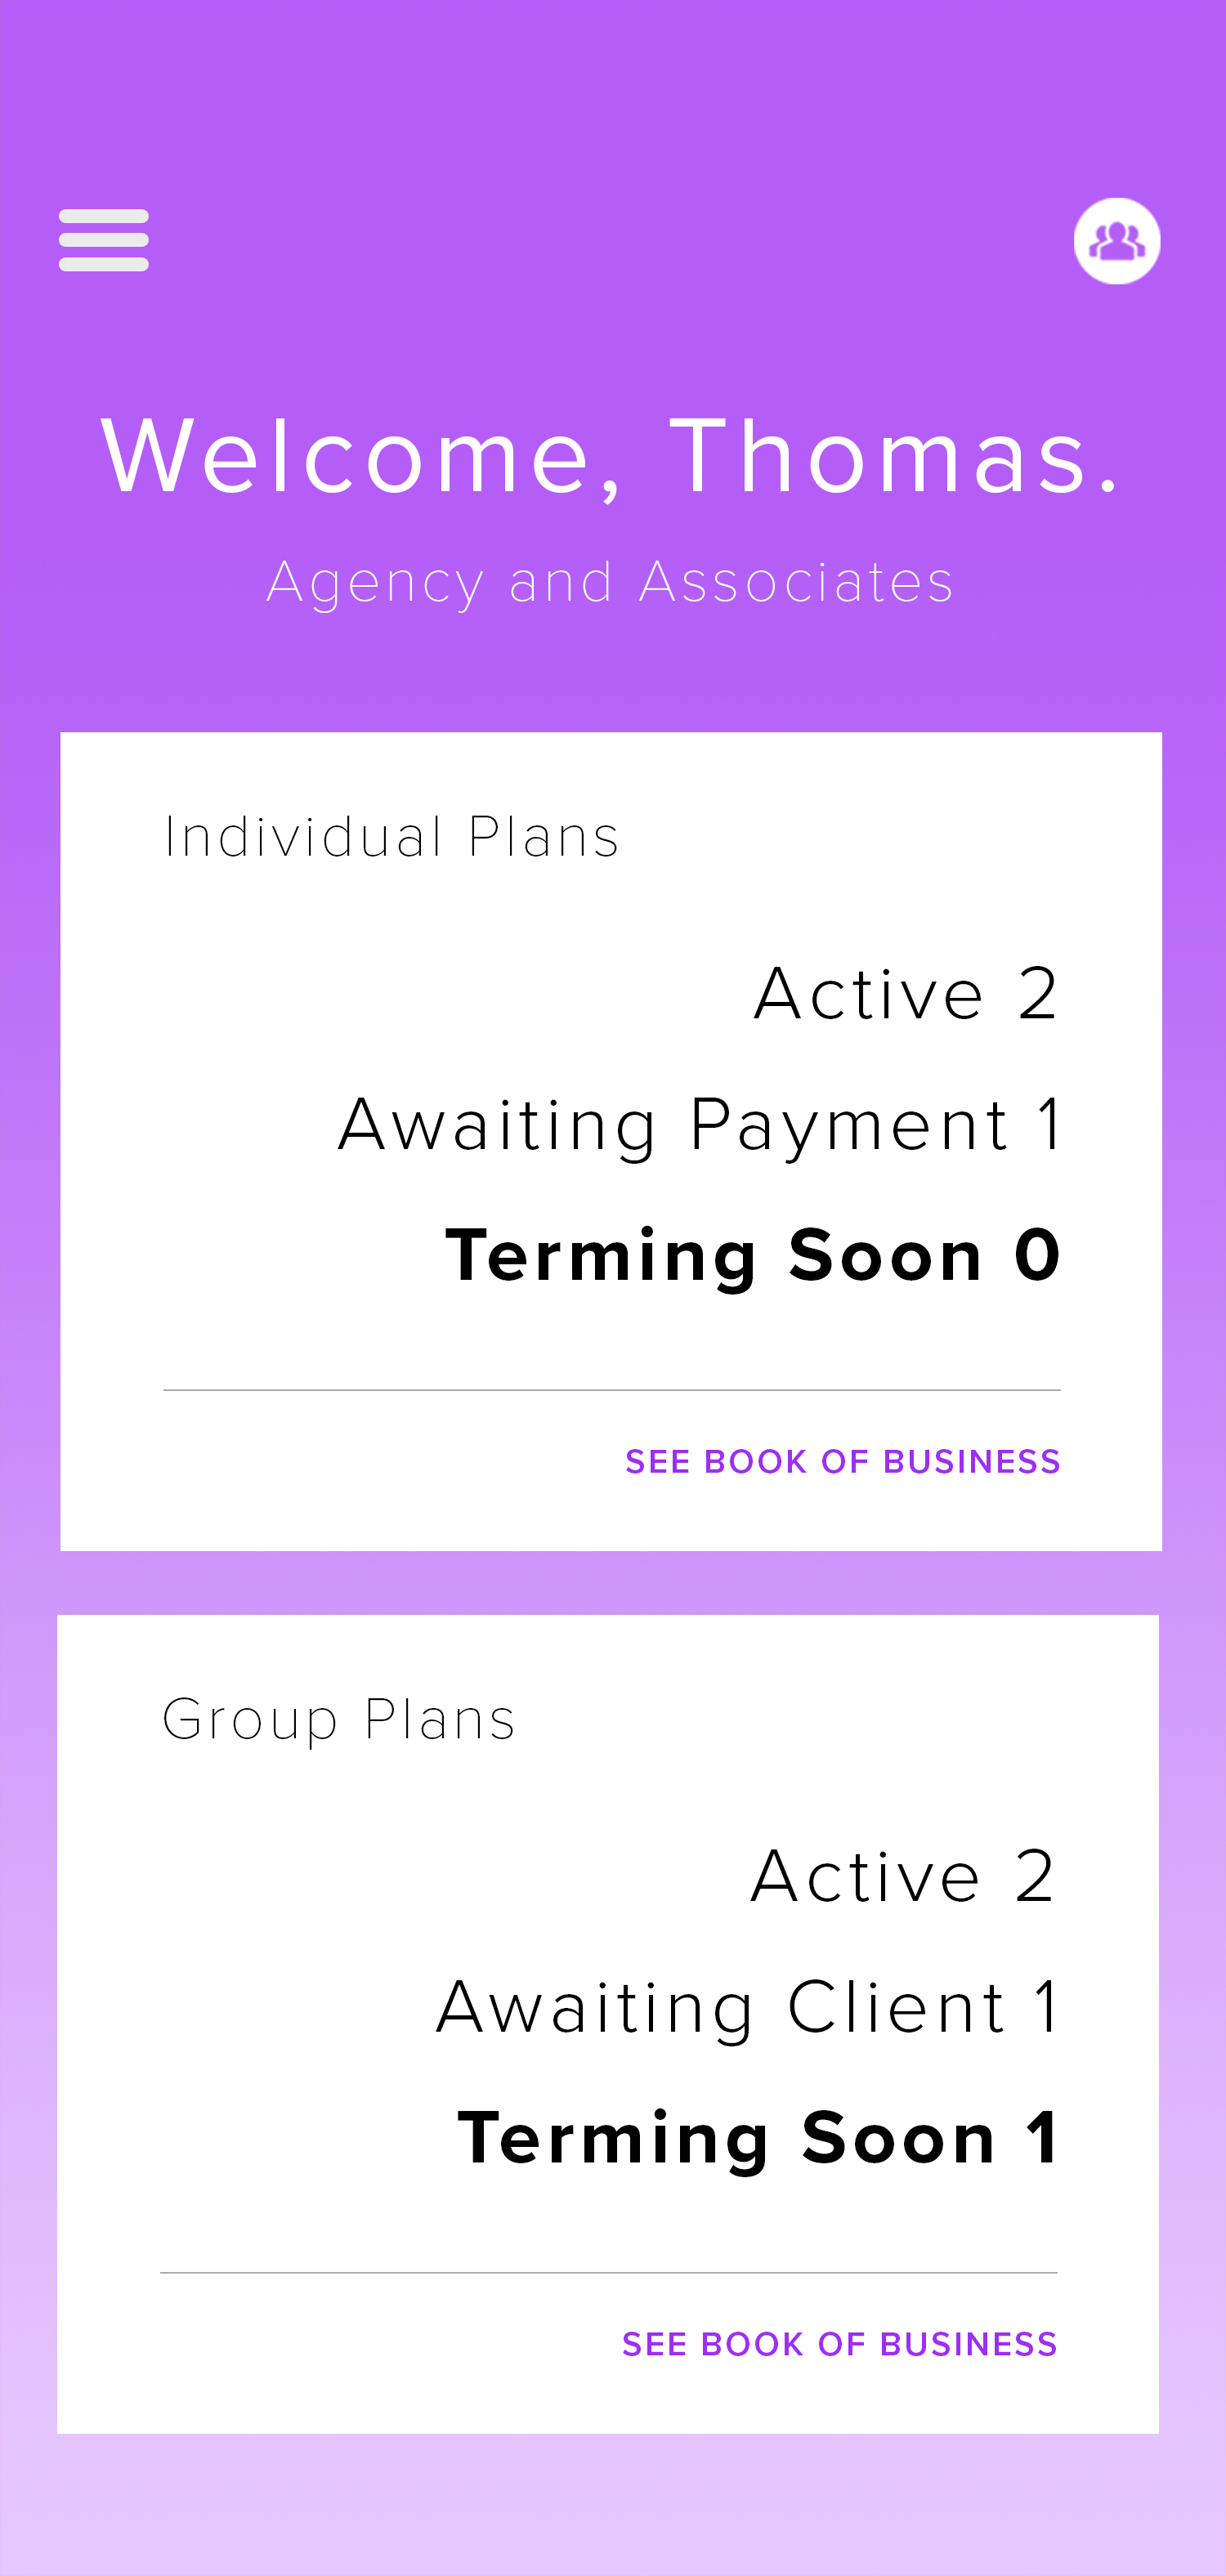 Welcome, Thomas.
Agency and Associates
Individual Plans
Active 2
Awaiting Payment 1
Terming Soon 0
SEE BOOK OF BUSINESS
Group Plans
Active 2
Awaiting Client 1
Terming Soon 1
SEE BOOK OF BUSINESS